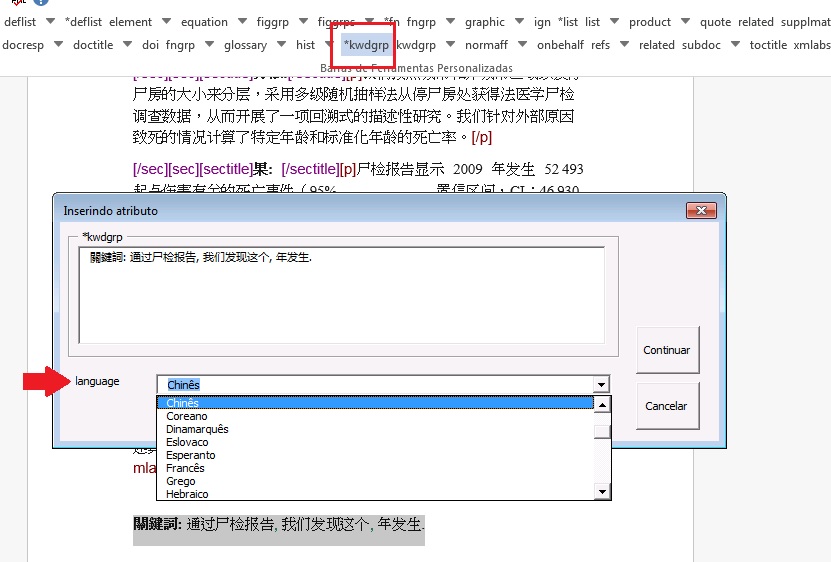 deflist *deflist element equation figgrp figgrps *fn fngrp graphic ign *list list product quote related supplmat
docresp doctitle doi fngrp glossary hist *kwdgrp kwdgrp normaff onbehalf refs related subdoc toctitle xmlabs
Barras de Ferramentas Personalizadas
尸房的大小来分层，采用多级随机抽样法从停尸房处获得法医学尸检
调查数据，从而开展了一项回溯式的描述性研究。我们针对外部原因
致死的情况计算了特定年龄和标准化年龄的死亡率。[/p]
[/sec][sec][sectitle]果: [/sectitle][p]尸检报告显示 2009 年发生 52 493
Inserindo atributo
*kwdgrp
關鍵詞: 通过尸检报告, 我们发现这个, 年发生.
Continuar
language
Chinês
Cancelar
Chinês
Coreano
Dinamarquês
Eslovaco
Esperanto
Francês
Grego
Hebraico
mla
關鍵詞: 通过尸检报告, 我们发现这个, 年发生.